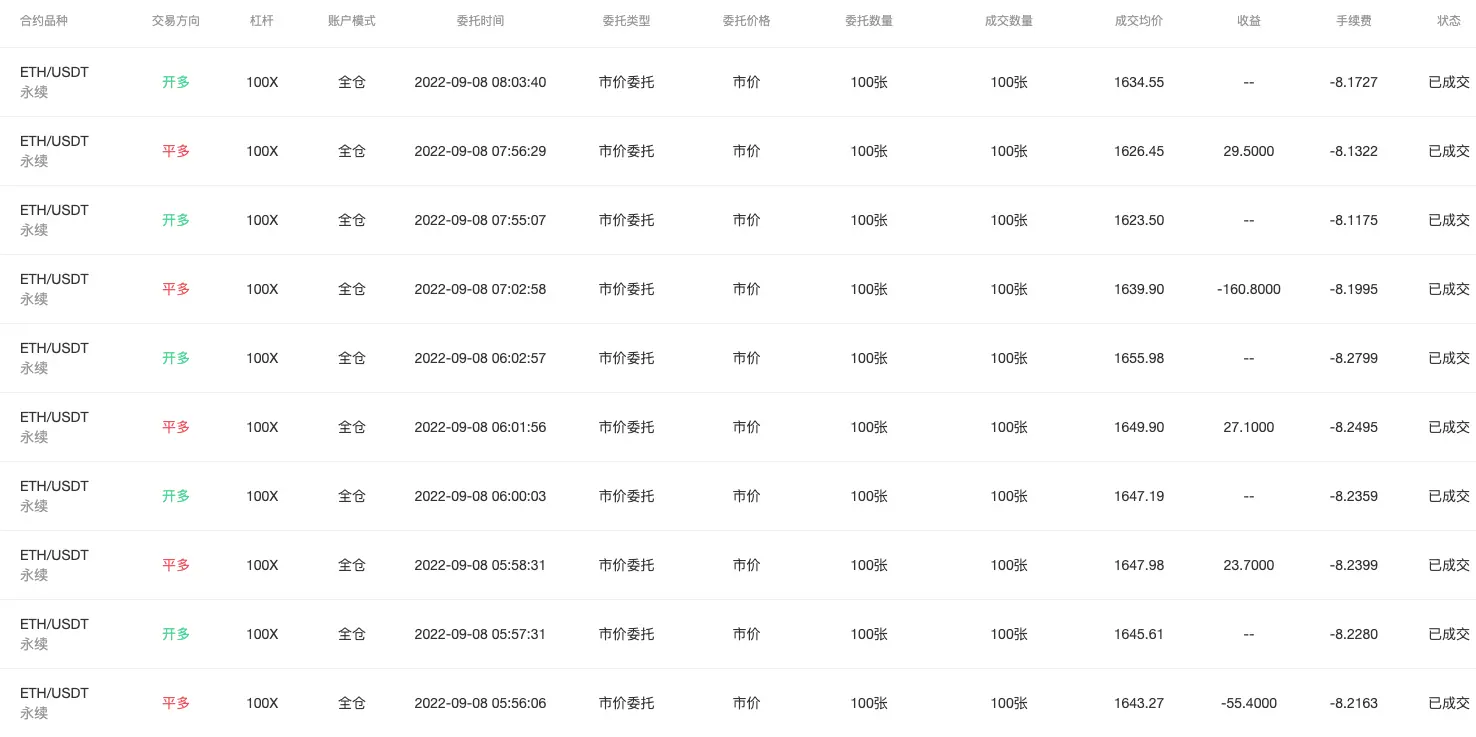 合约品种 交易方向 杠杆 账户模式 委托时间 委托类型 委托价格 委托数量 成交数量 成交均价 收益 手续费 状态
ETH/USDT 永续 开多 100X 全仓 2022-09-08 08:03:40 市价委托 市价 100张 100张 1634.55 -- -8.1727 已成交
ETH/USDT 永续 平多 100X 全仓 2022-09-08 07:56:29 市价委托 市价 100张 100张 1626.45 29.5000 -8.1322 已成交
ETH/USDT 永续 开多 100X 全仓 2022-09-08 07:55:07 市价委托 市价 100张 100张 1623.50 -- -8.1175 已成交
ETH/USDT 永续 平多 100X 全仓 2022-09-08 07:02:58 市价委托 市价 100张 100张 1639.90 -160.8000 -8.1995 已成交
ETH/USDT 永续 开多 100X 全仓 2022-09-08 06:02:57 市价委托 市价 100张 100张 1655.98 -- -8.2799 已成交
ETH/USDT 永续 平多 100X 全仓 2022-09-08 06:01:56 市价委托 市价 100张 100张 1649.90 27.1000 -8.2495 已成交
ETH/USDT 永续 开多 100X 全仓 2022-09-08 06:00:03 市价委托 市价 100张 100张 1647.19 -- -8.2359 已成交
ETH/USDT 永续 平多 100X 全仓 2022-09-08 05:58:31 市价委托 市价 100张 100张 1647.98 23.7000 -8.2399 已成交
ETH/USDT 永续 开多 100X 全仓 2022-09-08 05:57:31 市价委托 市价 100张 100张 1645.61 -- -8.2280 已成交
ETH/USDT 永续 平多 100X 全仓 2022-09-08 05:56:06 市价委托 市价 100张 100张 1643.27 -55.4000 -8.2163 已成交